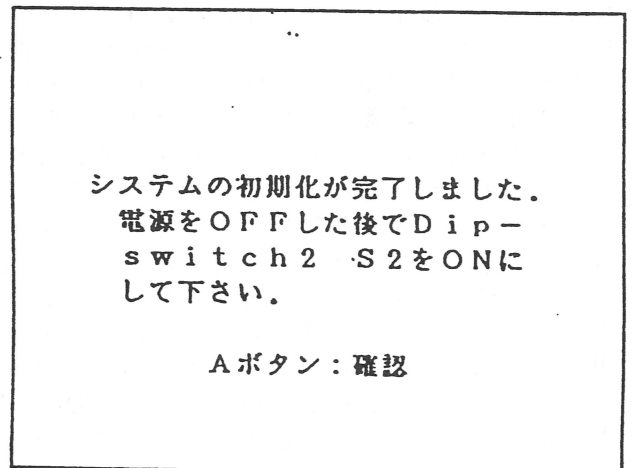 システムの初期化が完了しました.
電源をＯＦＦした後でＤｉｐ－
ｓｗｉｔｃｈ２　Ｓ２をＯＮに
して下さい.
Ａボタン：確認